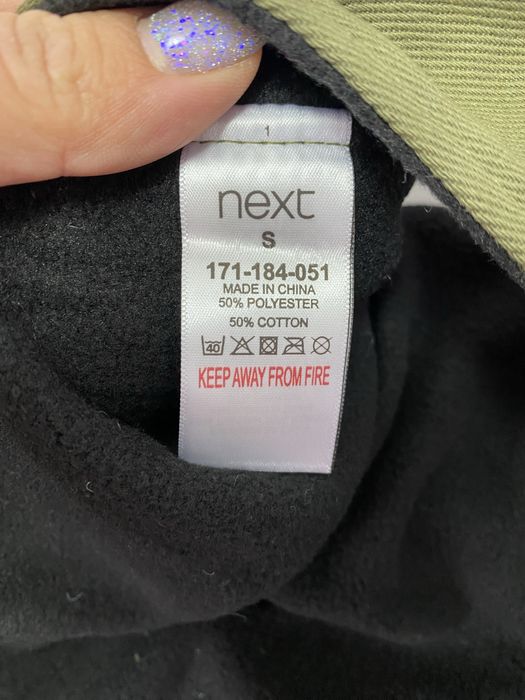 1
next
S
171-184-051
MADE IN CHINA
50% POLYESTER
50% COTTON
40
KEEP AWAY FROM FIRE